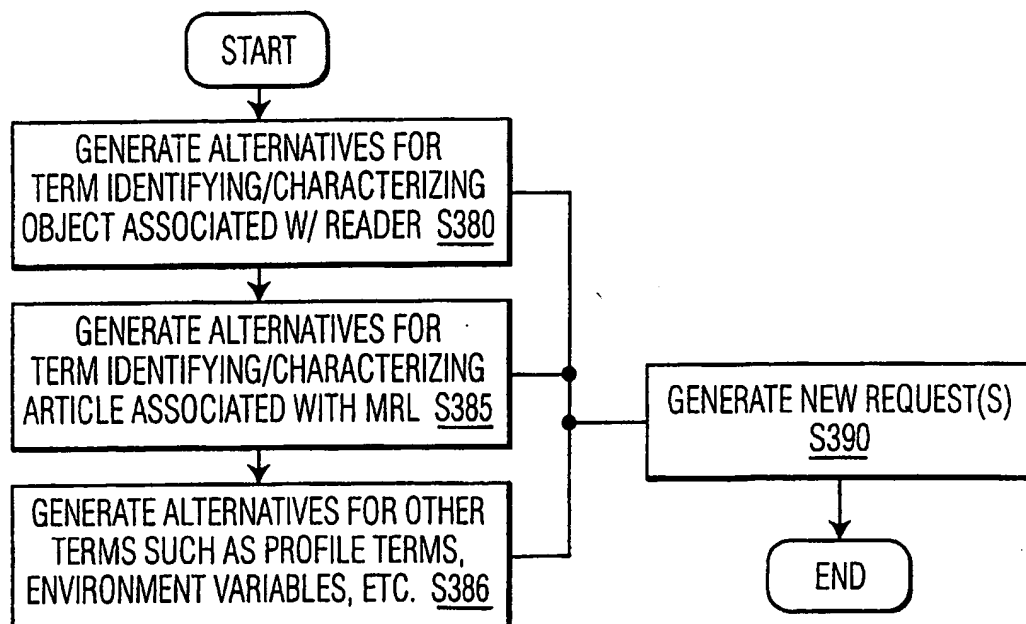 START
GENERATE ALTERNATIVES FOR
TERM IDENTIFYING/CHARACTERIZING
OBJECT ASSOCIATED W/ READER S380
GENERATE ALTERNATIVES FOR
TERM IDENTIFYING/CHARACTERIZING
ARTICLE ASSOCIATED WITH MRL S385
GENERATE ALTERNATIVES FOR OTHER
TERMS SUCH AS PROFILE TERMS,
ENVIRONMENT VARIABLES, ETC. S386
GENERATE NEW REQUEST(S)
S390
END